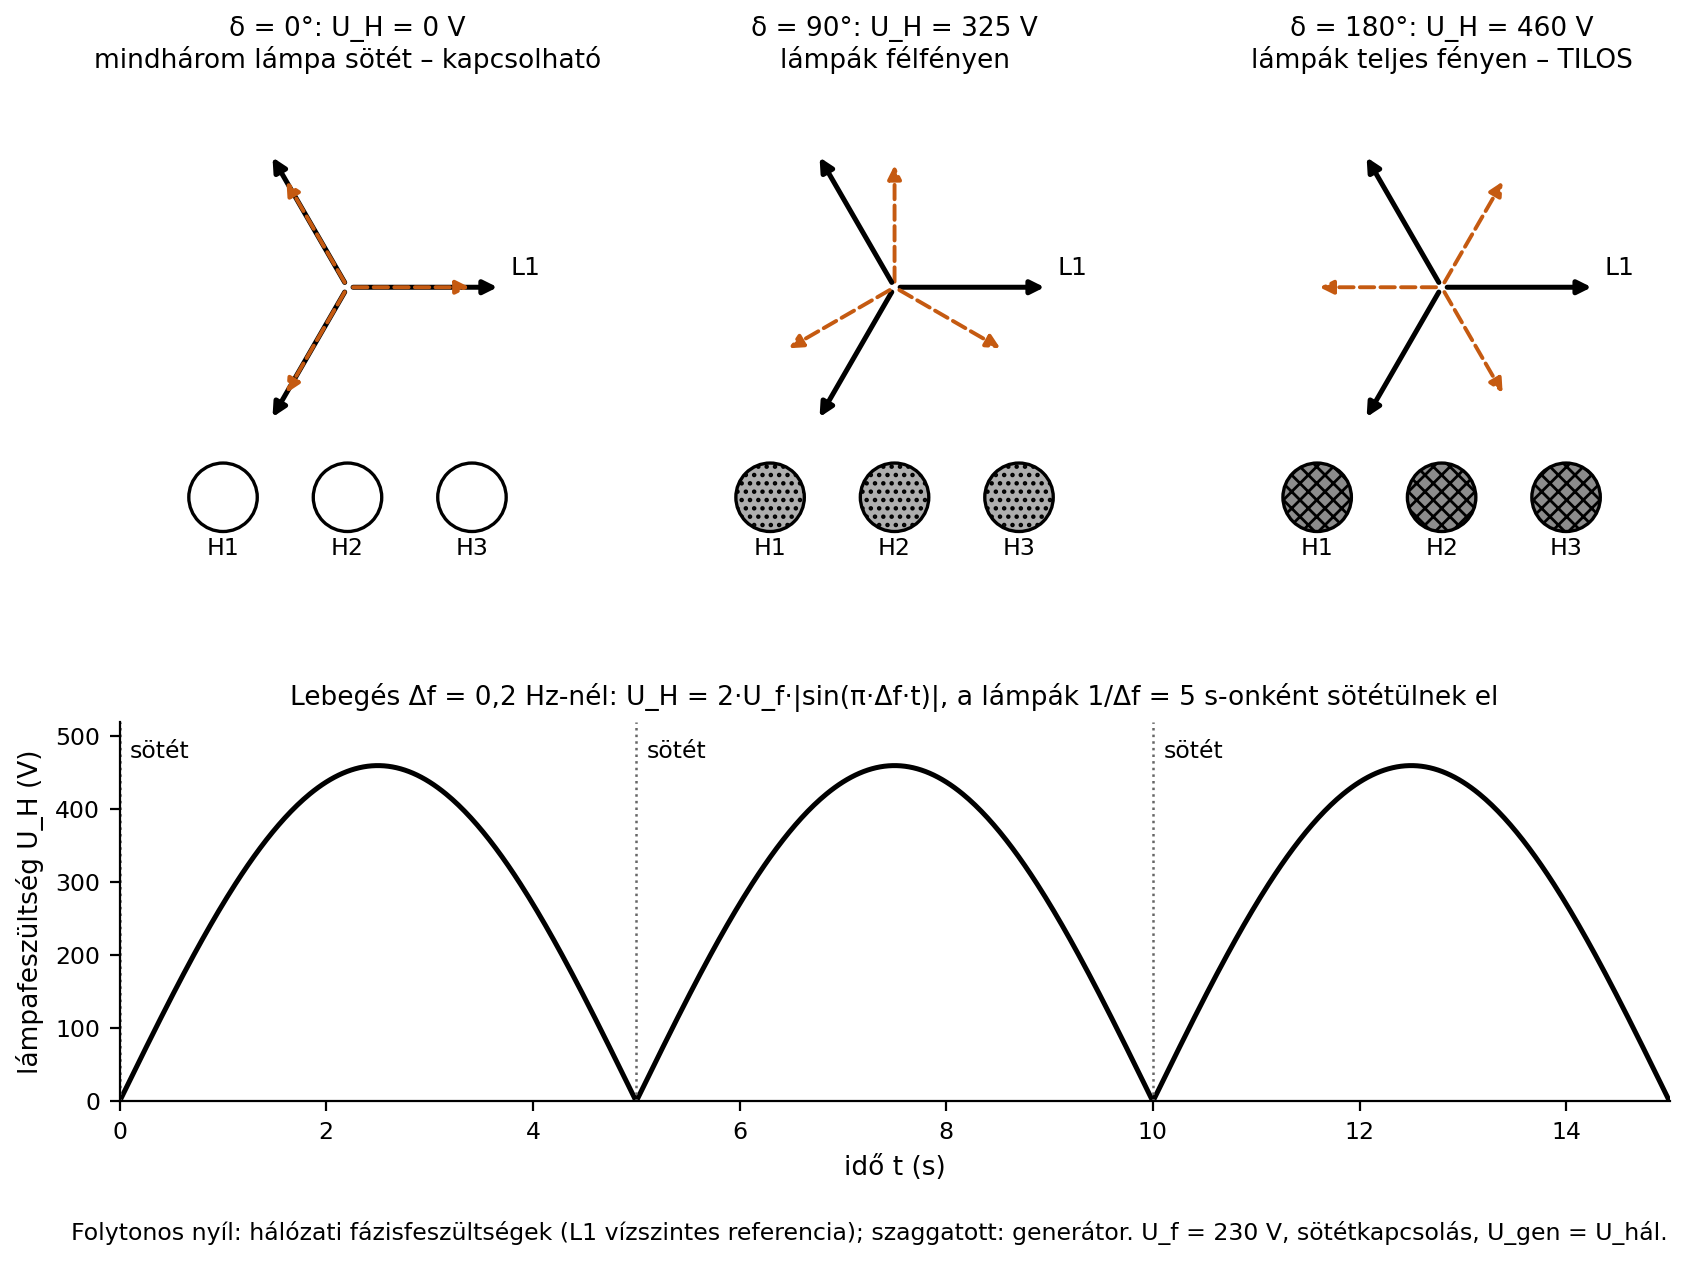 δ = 0°: U_H = 0 V
mindhárom lámpa sötét – kapcsolható
δ = 90°: U_H = 325 V
lámpák félfényen
δ = 180°: U_H = 460 V
lámpák teljes fényen – TILOS
L1
L1
L1
H1 H2 H3
H1 H2 H3
H1 H2 H3
Lebegés Δf = 0,2 Hz-nél: U_H = 2·U_f·|sin(π·Δf·t)|, a lámpák 1/Δf = 5 s-onként sötétülnek el
lámpafeszültség U_H (V)
500
400
300
200
100
0
sötét
sötét
sötét
0 2 4 6 8 10 12 14
idő t (s)
Folytonos nyíl: hálózati fázisfeszültségek (L1 vízszintes referencia); szaggatott: generátor. U_f = 230 V, sötétkapcsolás, U_gen = U_hál.